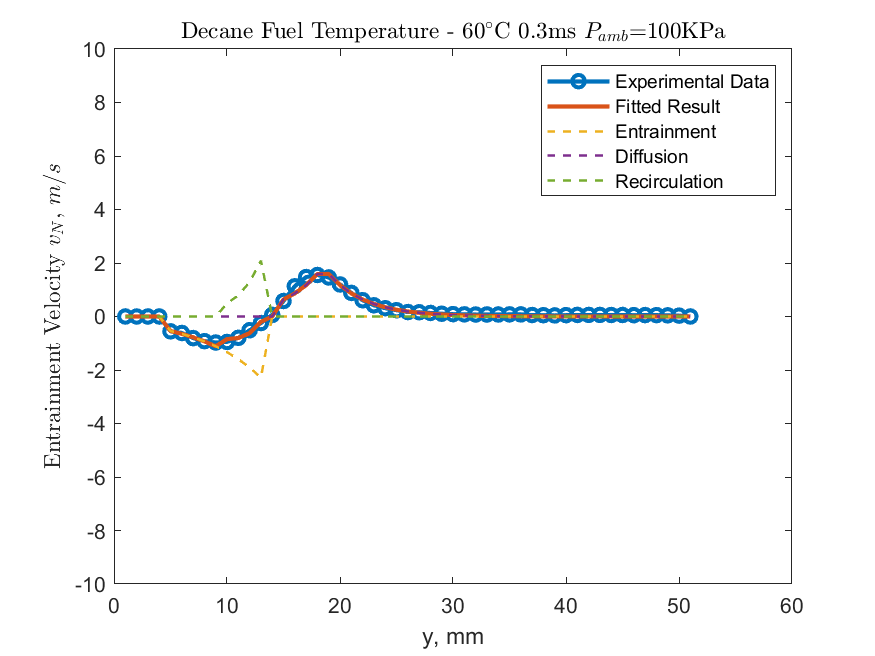 Decane Fuel Temperature - 60°C 0.3ms P_amb=100KPa
10
8
6
4
2
0
-2
-4
-6
-8
-10
Entrainment Velocity v_N, m/s
Experimental Data
Fitted Result
Entrainment
Diffusion
Recirculation
0 10 20 30 40 50 60
y, mm